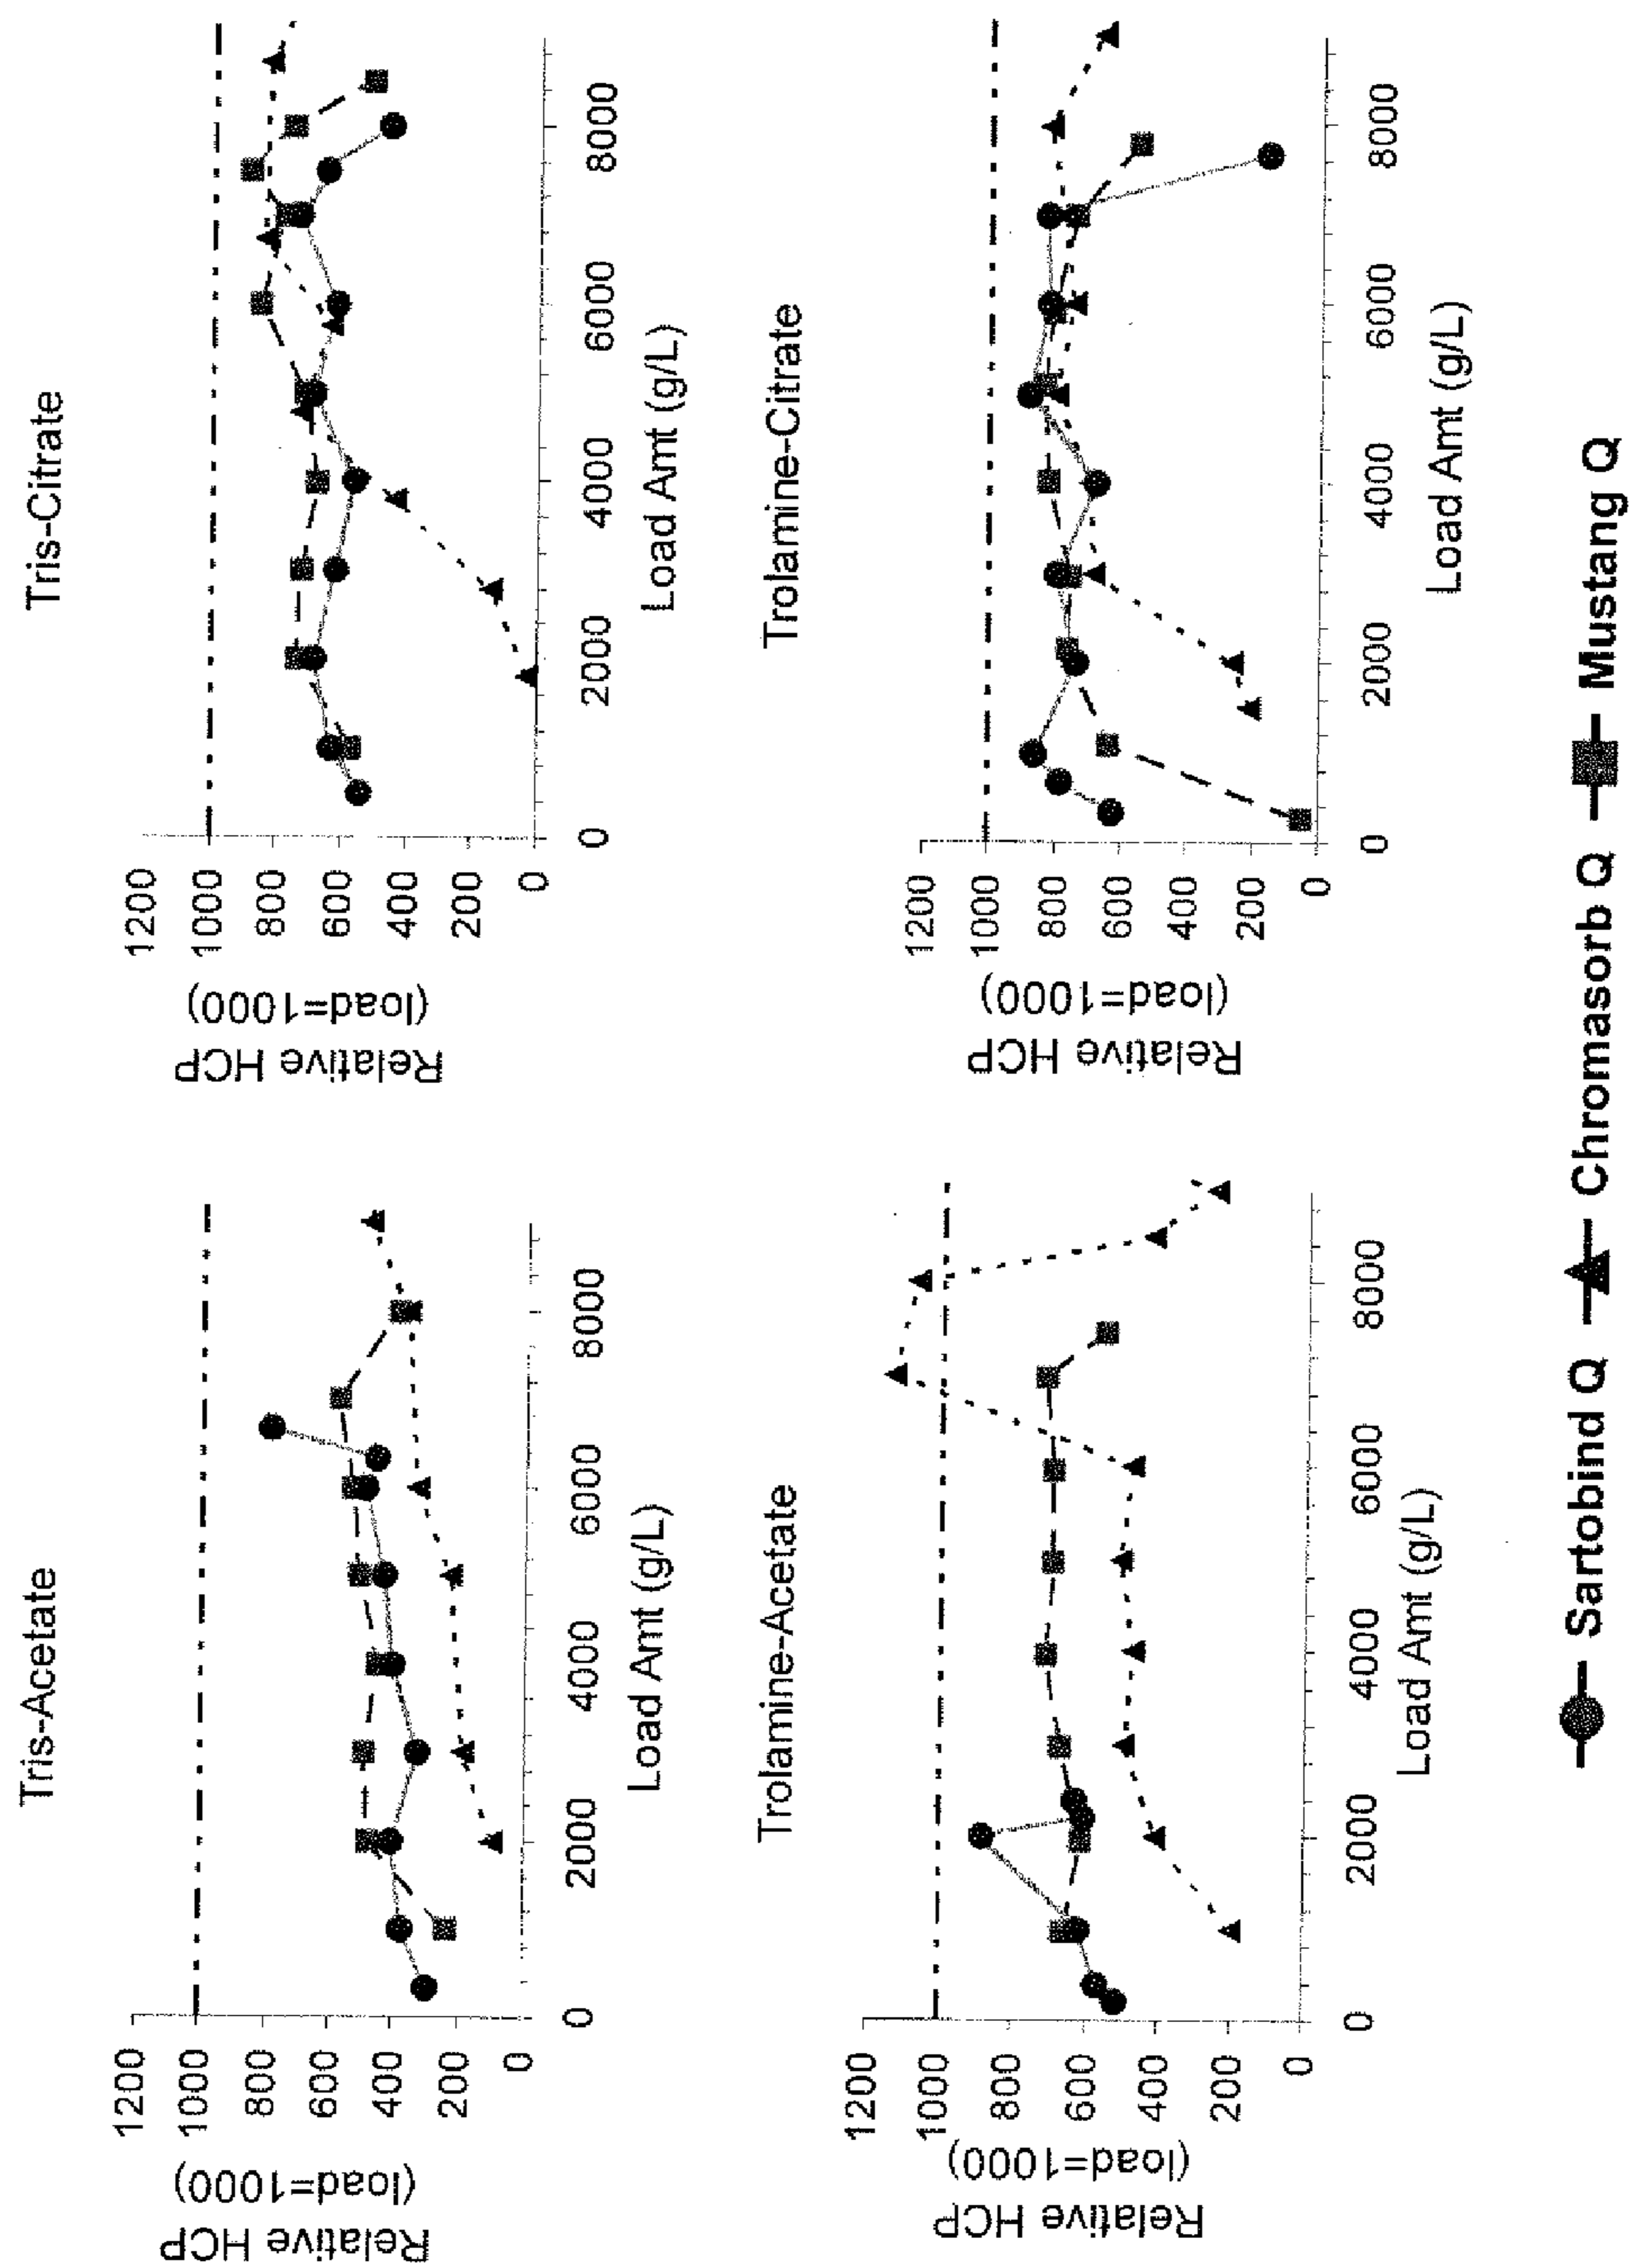 Tris-Acetate
1200
1000
800
600
400
200
0
Relative HCP
(load=1000)
0 2000 4000 6000 8000
Load Amt (g/L)
Tris-Citrate
1200
1000
800
600
400
200
0
Relative HCP
(load=1000)
0 2000 4000 6000 8000
Load Amt (g/L)
Trolamine-Acetate
1200
1000
800
600
400
200
0
Relative HCP
(load=1000)
0 2000 4000 6000 8000
Load Amt (g/L)
Trolamine-Citrate
1200
1000
800
600
400
200
0
Relative HCP
(load=1000)
0 2000 4000 6000 8000
Load Amt (g/L)
Sartobind Q Chromasorb Q Mustang Q